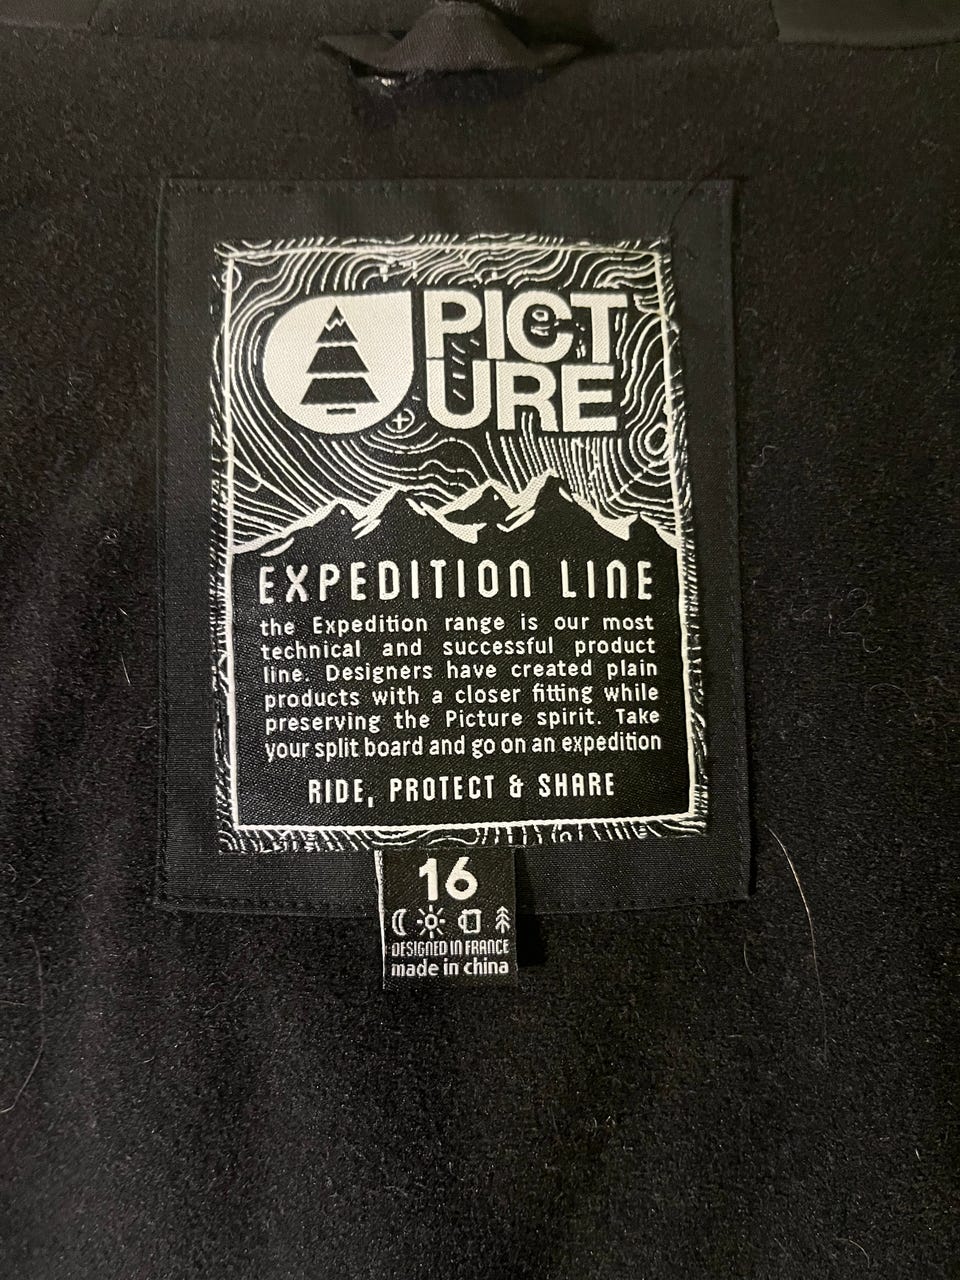 PICT
URE
EXPEDITION LINE
the Expedition range is our most
technical and successful product
line. Designers have created plain
products with a closer fitting while
preserving the Picture spirit. Take
your split board and go on an expedition
RIDE, PROTECT & SHARE
16
DESIGNED IN FRANCE
made in china